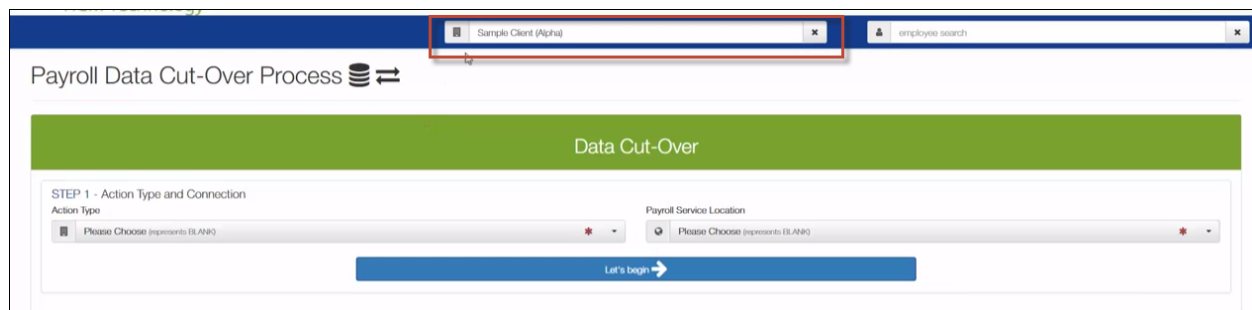 Sample Client (Alpha)
employee search
Payroll Data Cut-Over Process
Data Cut-Over
STEP 1 - Action Type and Connection
Action Type
Payroll Service Location
Please Choose (represents BLANK)
Please Choose (represents BLANK)
Let's begin